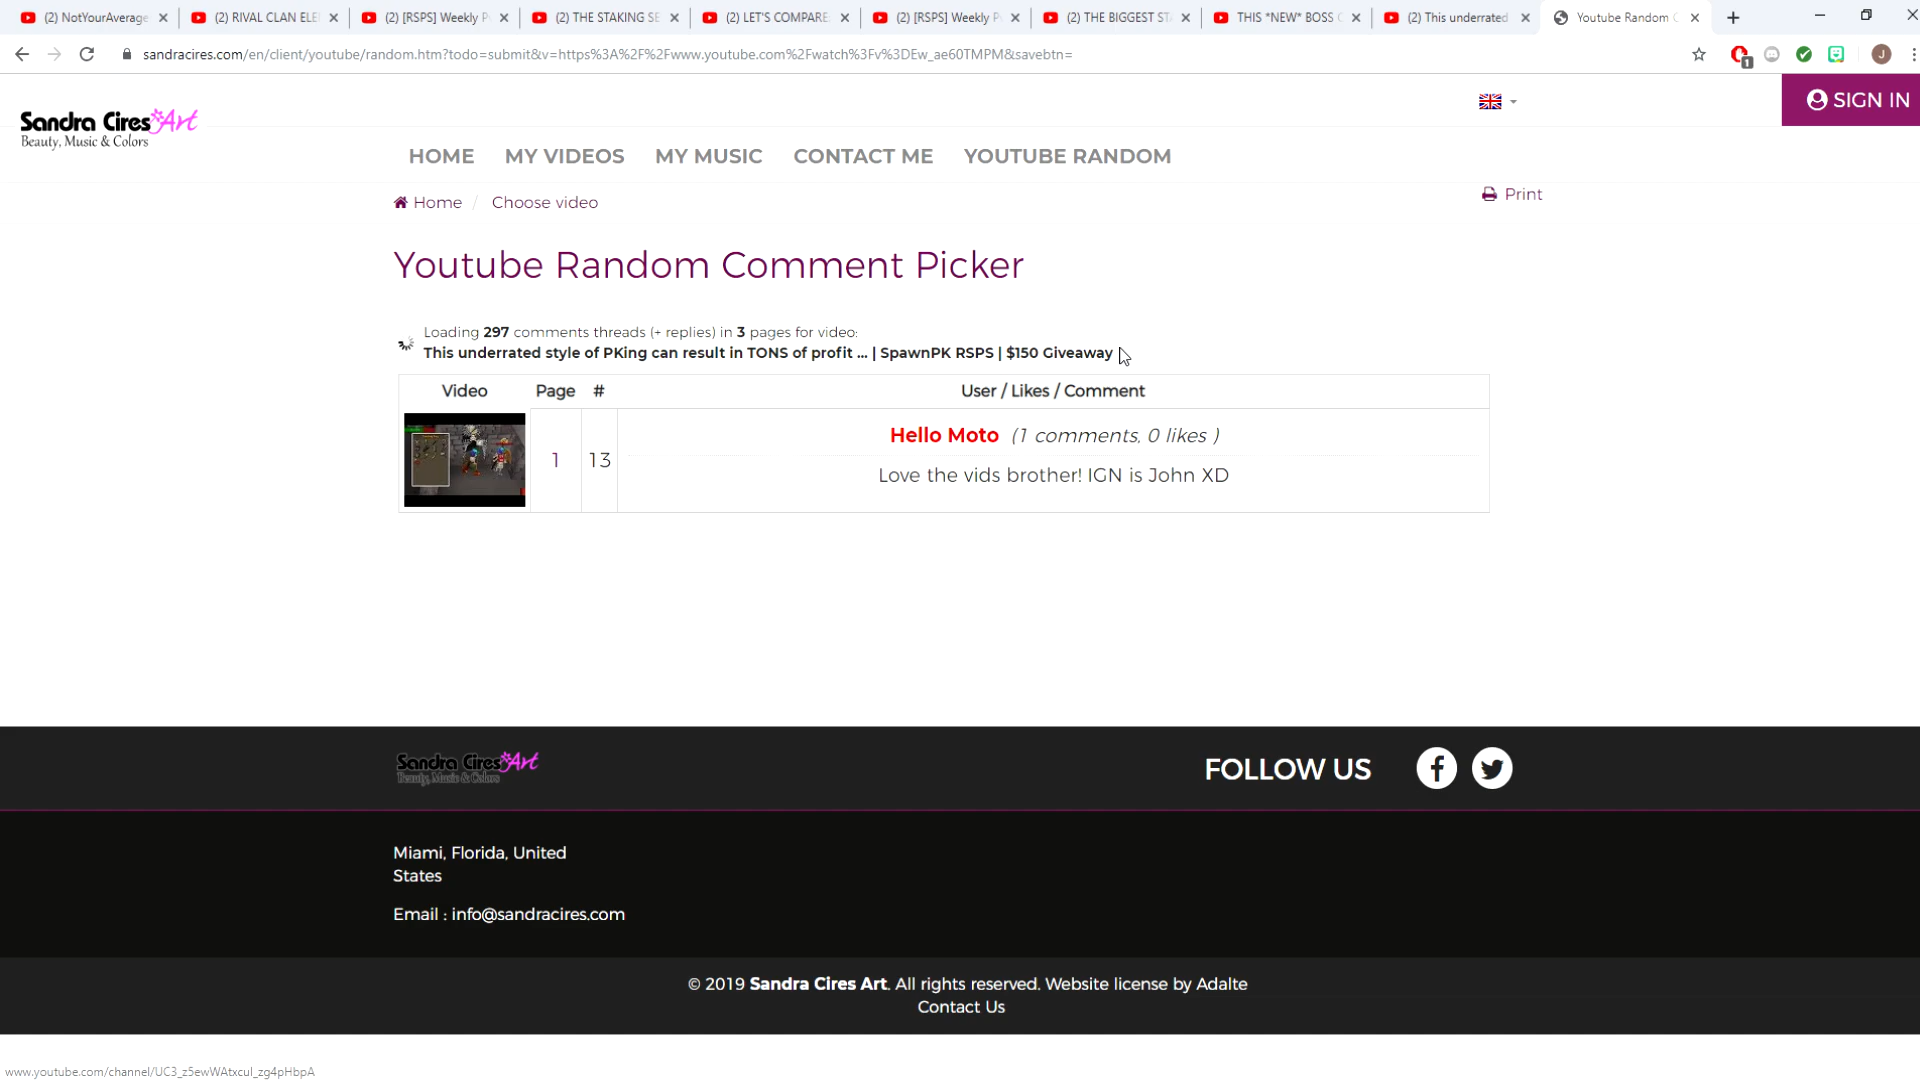 (2) NotYourAverage
(2) RIVAL CLAN ELE
(2) [RSPS] Weekly P
(2) THE STAKING SE
(2) LET'S COMPARE
(2) [RSPS] Weekly P
(2) THE BIGGEST ST
THIS *NEW* BOSS C
(2) This underrated
Youtube Random C
sandracires.com/en/client/youtube/random.htm?todo=submit&v=https%3A%2F%2Fwww.youtube.com%2Fwatch%3Fv%3DEw_ae60TMPM&savebtn=
1
J
Sandra Cires Art
Beauty, Music & Colors
SIGN IN
HOME
MY VIDEOS
MY MUSIC
CONTACT ME
YOUTUBE RANDOM
Home / Choose video
Print
Youtube Random Comment Picker
Loading 297 comments threads (+ replies) in 3 pages for video:
This underrated style of PKing can result in TONS of profit ... | SpawnPK RSPS | $150 Giveaway
Video Page # User / Likes / Comment
1 13
Hello Moto (1 comments, 0 likes )
Love the vids brother! IGN is John XD
Sandra Cires Art
Beauty, Music & Colors
FOLLOW US
Miami, Florida, United
States
Email : info@sandracires.com
© 2019 Sandra Cires Art. All rights reserved. Website license by Adalte
Contact Us
www.youtube.com/channel/UC3_z5ewWAtxcul_zg4pHbpA